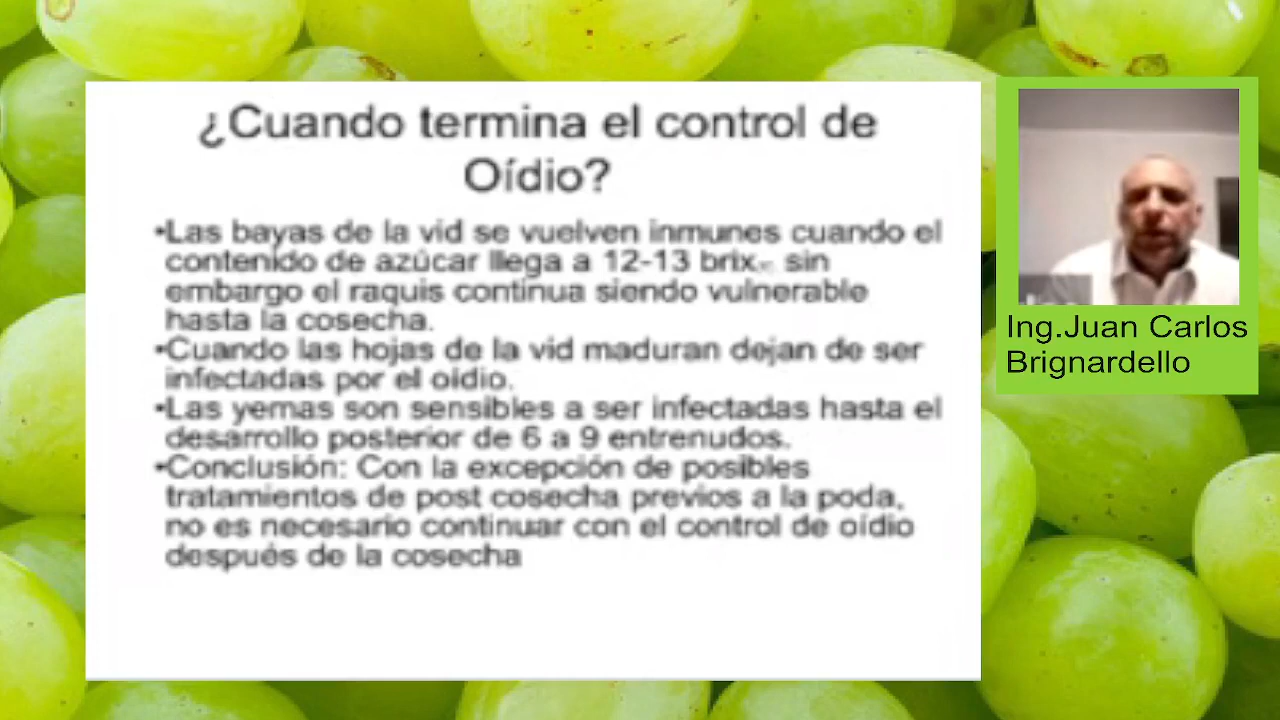 ¿Cuando termina el control de
Oídio?
•Las bayas de la vid se vuelven inmunes cuando el
contenido de azúcar llega a 12-13 brix., sin
embargo el raquis continua siendo vulnerable
hasta la cosecha.
•Cuando las hojas de la vid maduran dejan de ser
infectadas por el oidio.
•Las yemas son sensibles a ser infectadas hasta el
desarrollo posterior de 6 a 9 entrenudos.
•Conclusión: Con la excepción de posibles
tratamientos de post cosecha previos a la poda,
no es necesario continuar con el control de oídio
después de la cosecha
Ing.Juan Carlos
Brignardello